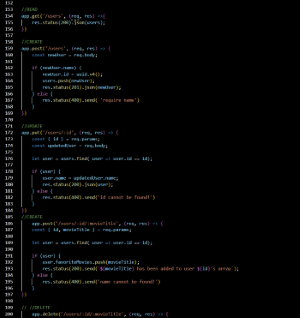 152
153 //READ
154 app.get('/users', (req, res) => {
155 res.status(200).json(users);
156 })
157
158 //CREATE
159 app.post('/users', (req, res) => {
160 const newUser = req.body;
161
162 if (newUser.name) {
163 newUser.id = uuid.v4();
164 users.push(newUser);
165 res.status(201).json(newUser);
166 } else {
167 res.status(400).send('require name')
168 }
169 })
170
171 //UPDATE
172 app.put('/users/:id', (req, res) => {
173 const { id } = req.params;
174 const updatedUser = req.body;
175
176 let user = users.find( user => user.id == id);
177
178 if (user) {
179 user.name = updatedUser.name;
180 res.status(200).json(user);
181 } else {
182 res.status(400).send('id cannot be found!')
183 }
184 })
185 //CREATE
186 app.post('/users/:id/:movieTitle', (req, res) => {
187 const { id, movieTitle } = req.params;
188
189 let user = users.find( user => user.id == id);
190
191 if (user) {
192 user.favoriteMovies.push(movieTitle);
193 res.status(200).send(`${movieTitle} has been added to user ${id}'s array`);
194 } else {
195 res.status(400).send('name cannot be found!')
196 }
197 })
198
199 // //DELETE
200 app.delete('/users/:id/:movieTitle', (req, res) => {